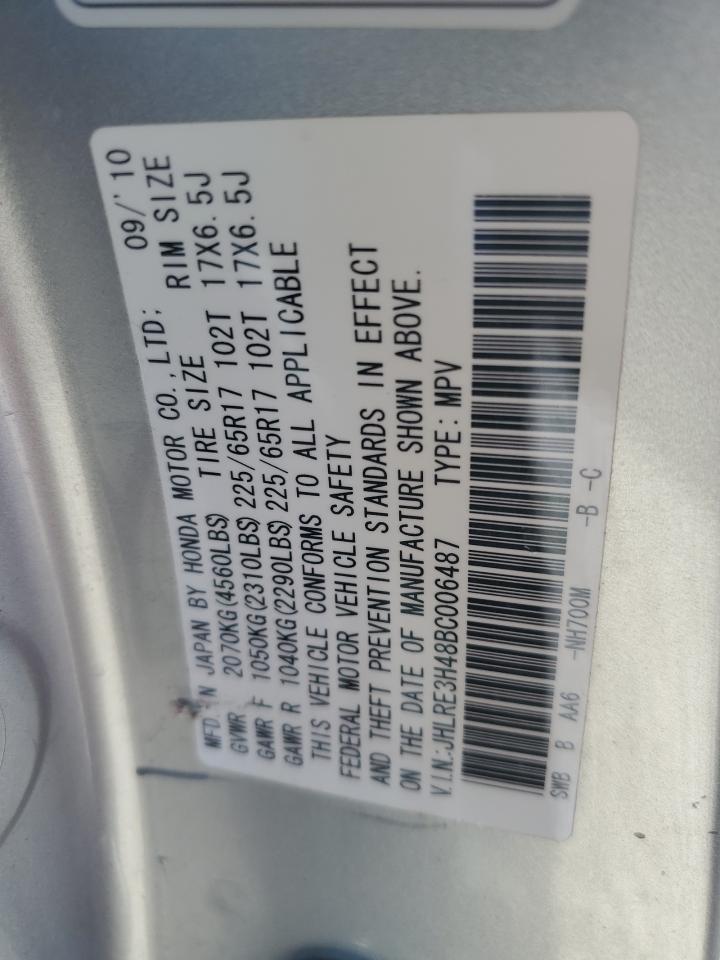 MFD. IN JAPAN BY HONDA MOTOR CO.,LTD; 09/'10
TIRE SIZE RIM SIZE
GVWR 2070KG(4560LBS)
GAWR F 1050KG(2310LBS) 225/65R17 102T 17X6.5J
GAWR R 1040KG(2290LBS) 225/65R17 102T 17X6.5J
THIS VEHICLE CONFORMS TO ALL APPLICABLE
FEDERAL MOTOR VEHICLE SAFETY
AND THEFT PREVENTION STANDARDS IN EFFECT
ON THE DATE OF MANUFACTURE SHOWN ABOVE.
V.I.N.:JHLRE3H48BC006487 TYPE: MPV
SWB B AA6 -NH700M -B -C